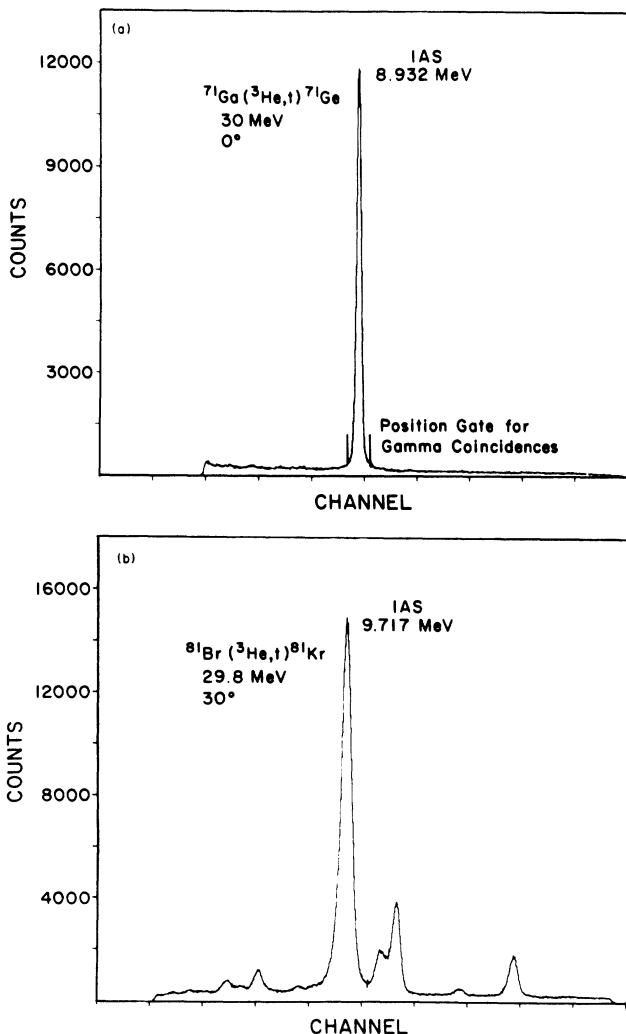 (a)
IAS
8.932 MeV
⁷¹Ga (³He,t) ⁷¹Ge
30 MeV
0°
12000
9000
6000
3000
COUNTS
Position Gate for
Gamma Coincidences
CHANNEL
(b)
IAS
9.717 MeV
⁸¹Br (³He,t) ⁸¹Kr
29.8 MeV
30°
16000
12000
8000
4000
COUNTS
CHANNEL